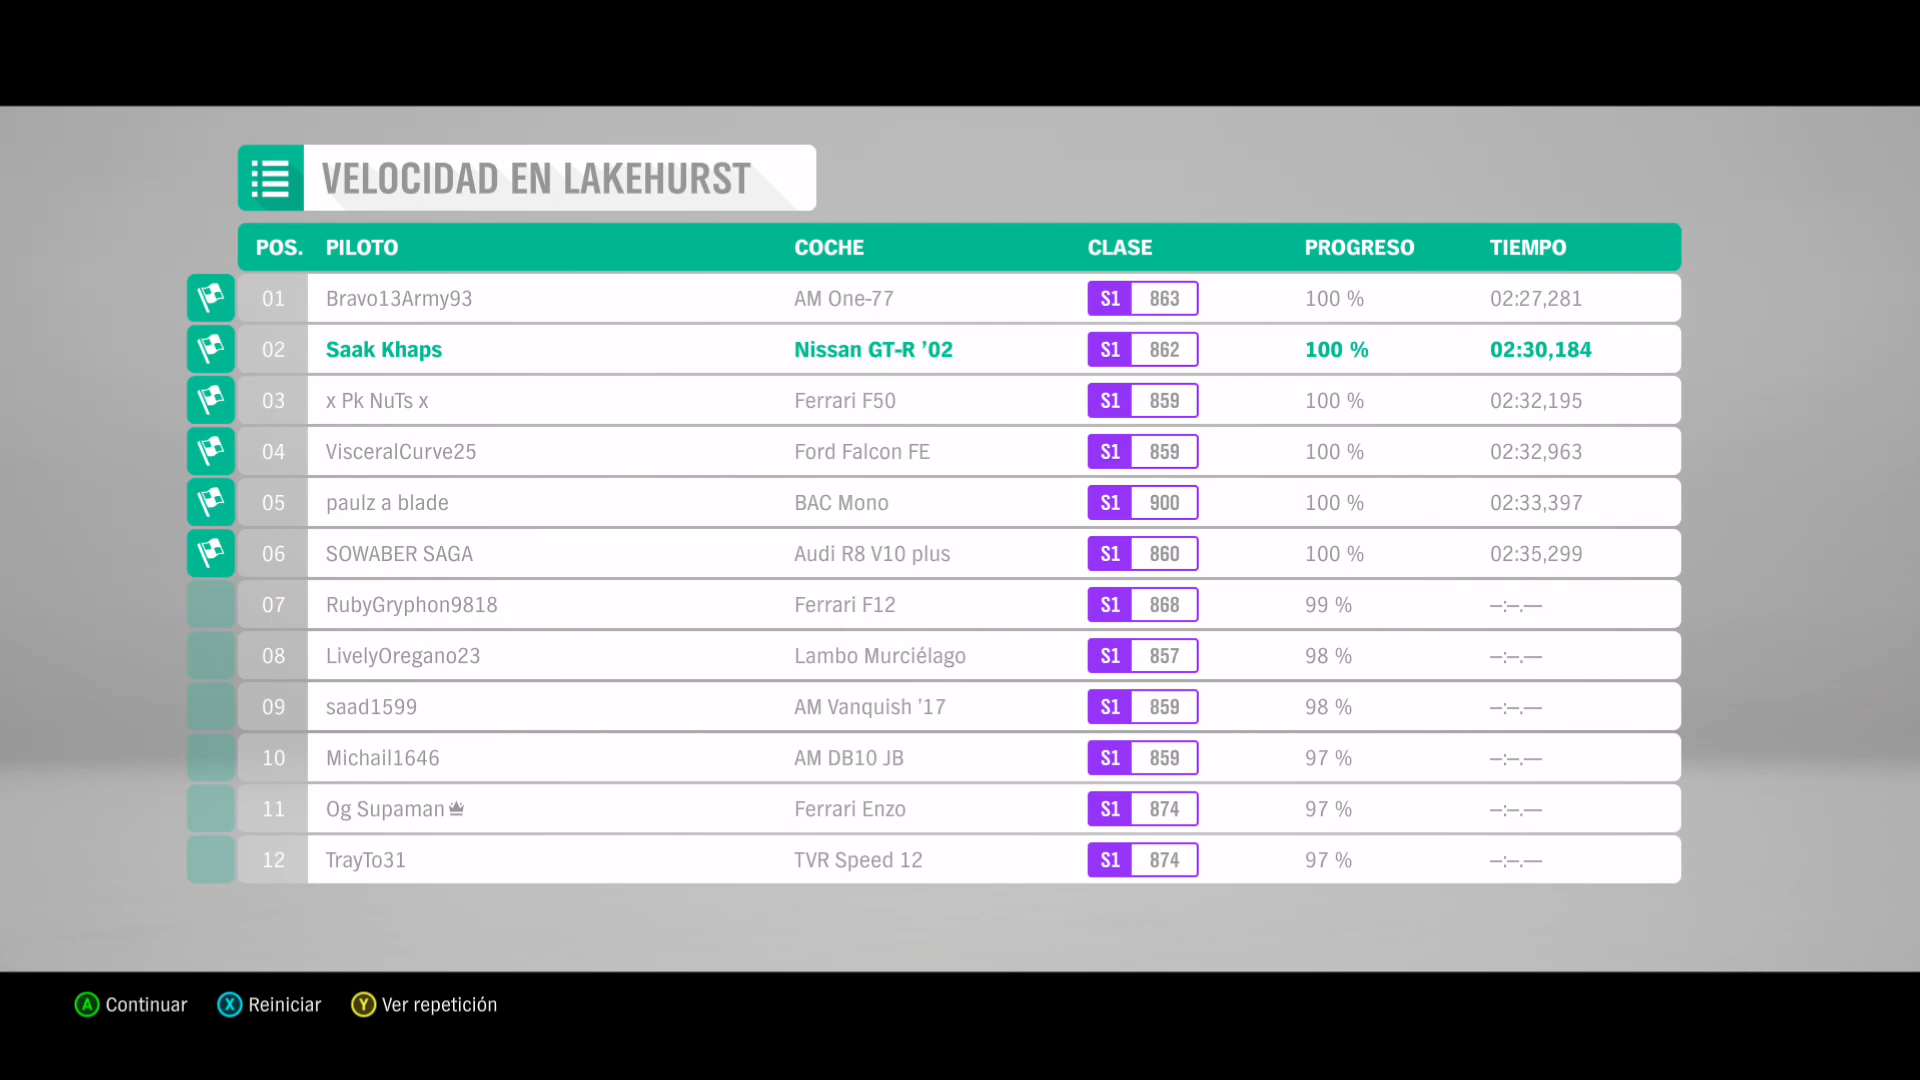 VELOCIDAD EN LAKEHURST
POS. PILOTO COCHE CLASE PROGRESO TIEMPO
01 Bravo13Army93 AM One-77 S1 863 100 % 02:27,281
02 Saak Khaps Nissan GT-R ’02 S1 862 100 % 02:30,184
03 x Pk NuTs x Ferrari F50 S1 859 100 % 02:32,195
04 VisceralCurve25 Ford Falcon FE S1 859 100 % 02:32,963
05 paulz a blade BAC Mono S1 900 100 % 02:33,397
06 SOWABER SAGA Audi R8 V10 plus S1 860 100 % 02:35,299
07 RubyGryphon9818 Ferrari F12 S1 868 99 % –:–.—
08 LivelyOregano23 Lambo Murciélago S1 857 98 % –:–.—
09 saad1599 AM Vanquish ’17 S1 859 98 % –:–.—
10 Michail1646 AM DB10 JB S1 859 97 % –:–.—
11 Og Supaman Ferrari Enzo S1 874 97 % –:–.—
12 TrayTo31 TVR Speed 12 S1 874 97 % –:–.—
A Continuar X Reiniciar Y Ver repetición